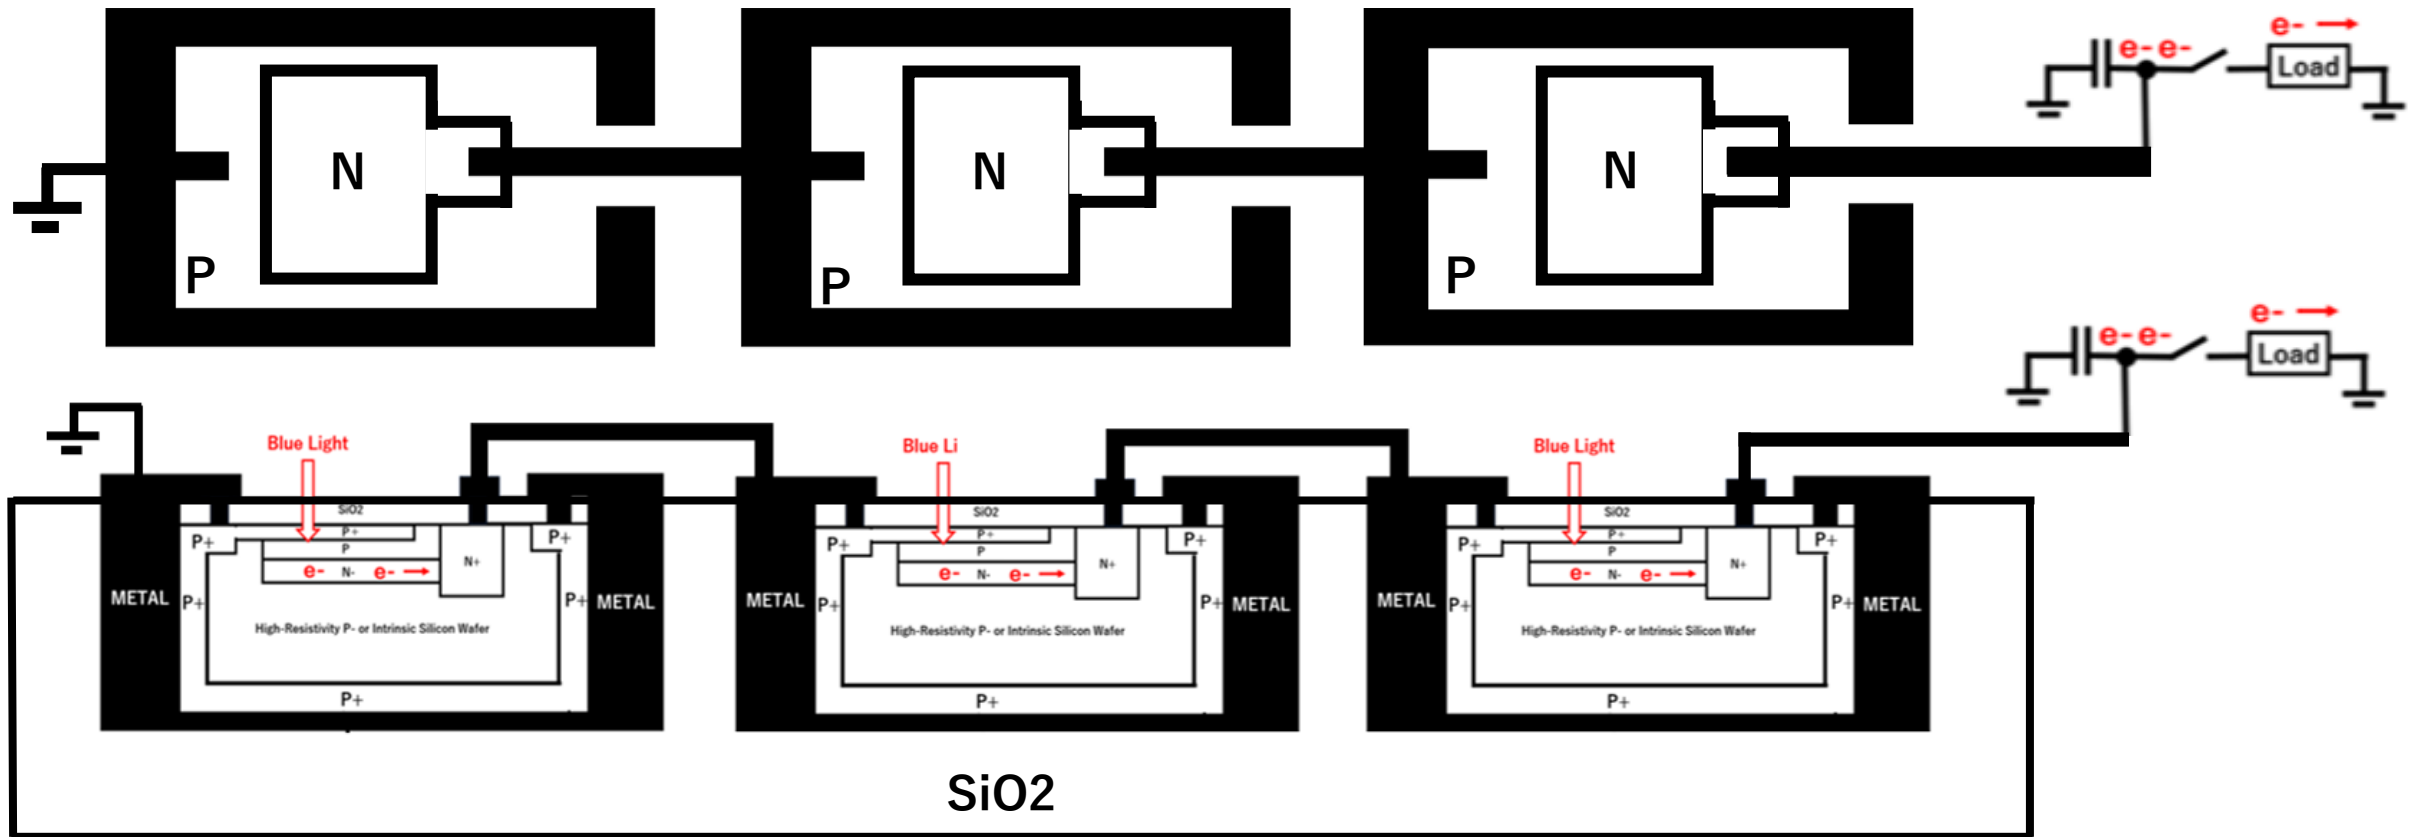 e-
e- e-
Load
N
N
N
P
P
P
e-
e- e-
Load
Blue Light
Blue Li
Blue Light
SiO2
SiO2
SiO2
P+
P+
P+
P+
P+
P+
P+
P+
P+
P
P
P
N+
N+
N+
e- N- e-
e- N- e-
e- N- e-
METAL
P+
P+
METAL
METAL
P+
P+
METAL
METAL
P+
P+
METAL
High-Resistivity P- or Intrinsic Silicon Wafer
High-Resistivity P- or Intrinsic Silicon Wafer
High-Resistivity P- or Intrinsic Silicon Wafer
P+
P+
P+
SiO2